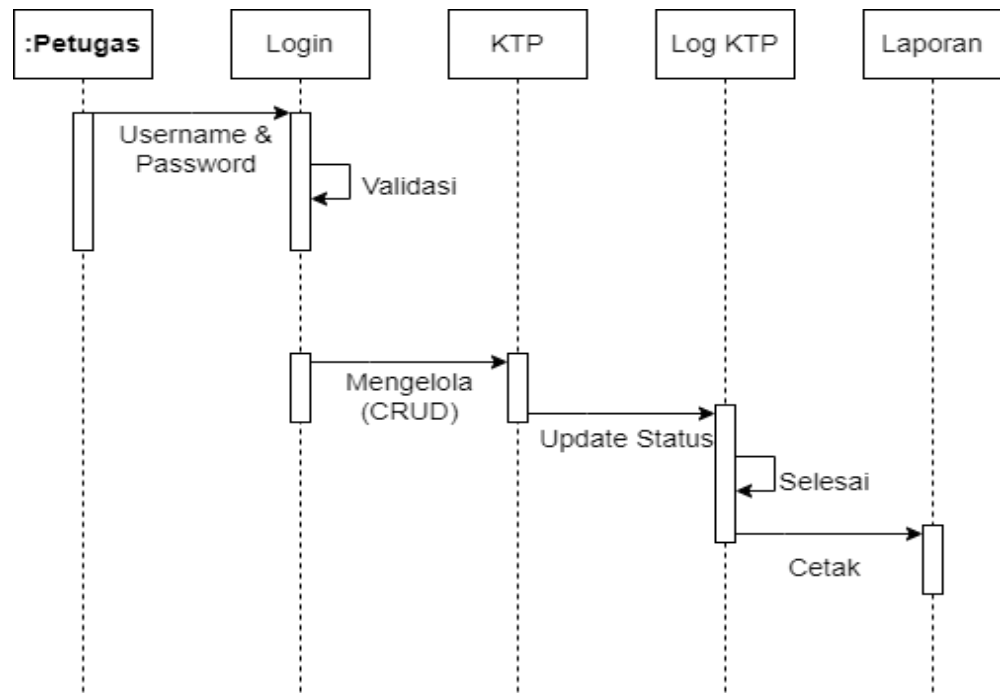 :Petugas
Login
KTP
Log KTP
Laporan
Username &
Password
Validasi
Mengelola
(CRUD)
Update Status
Selesai
Cetak